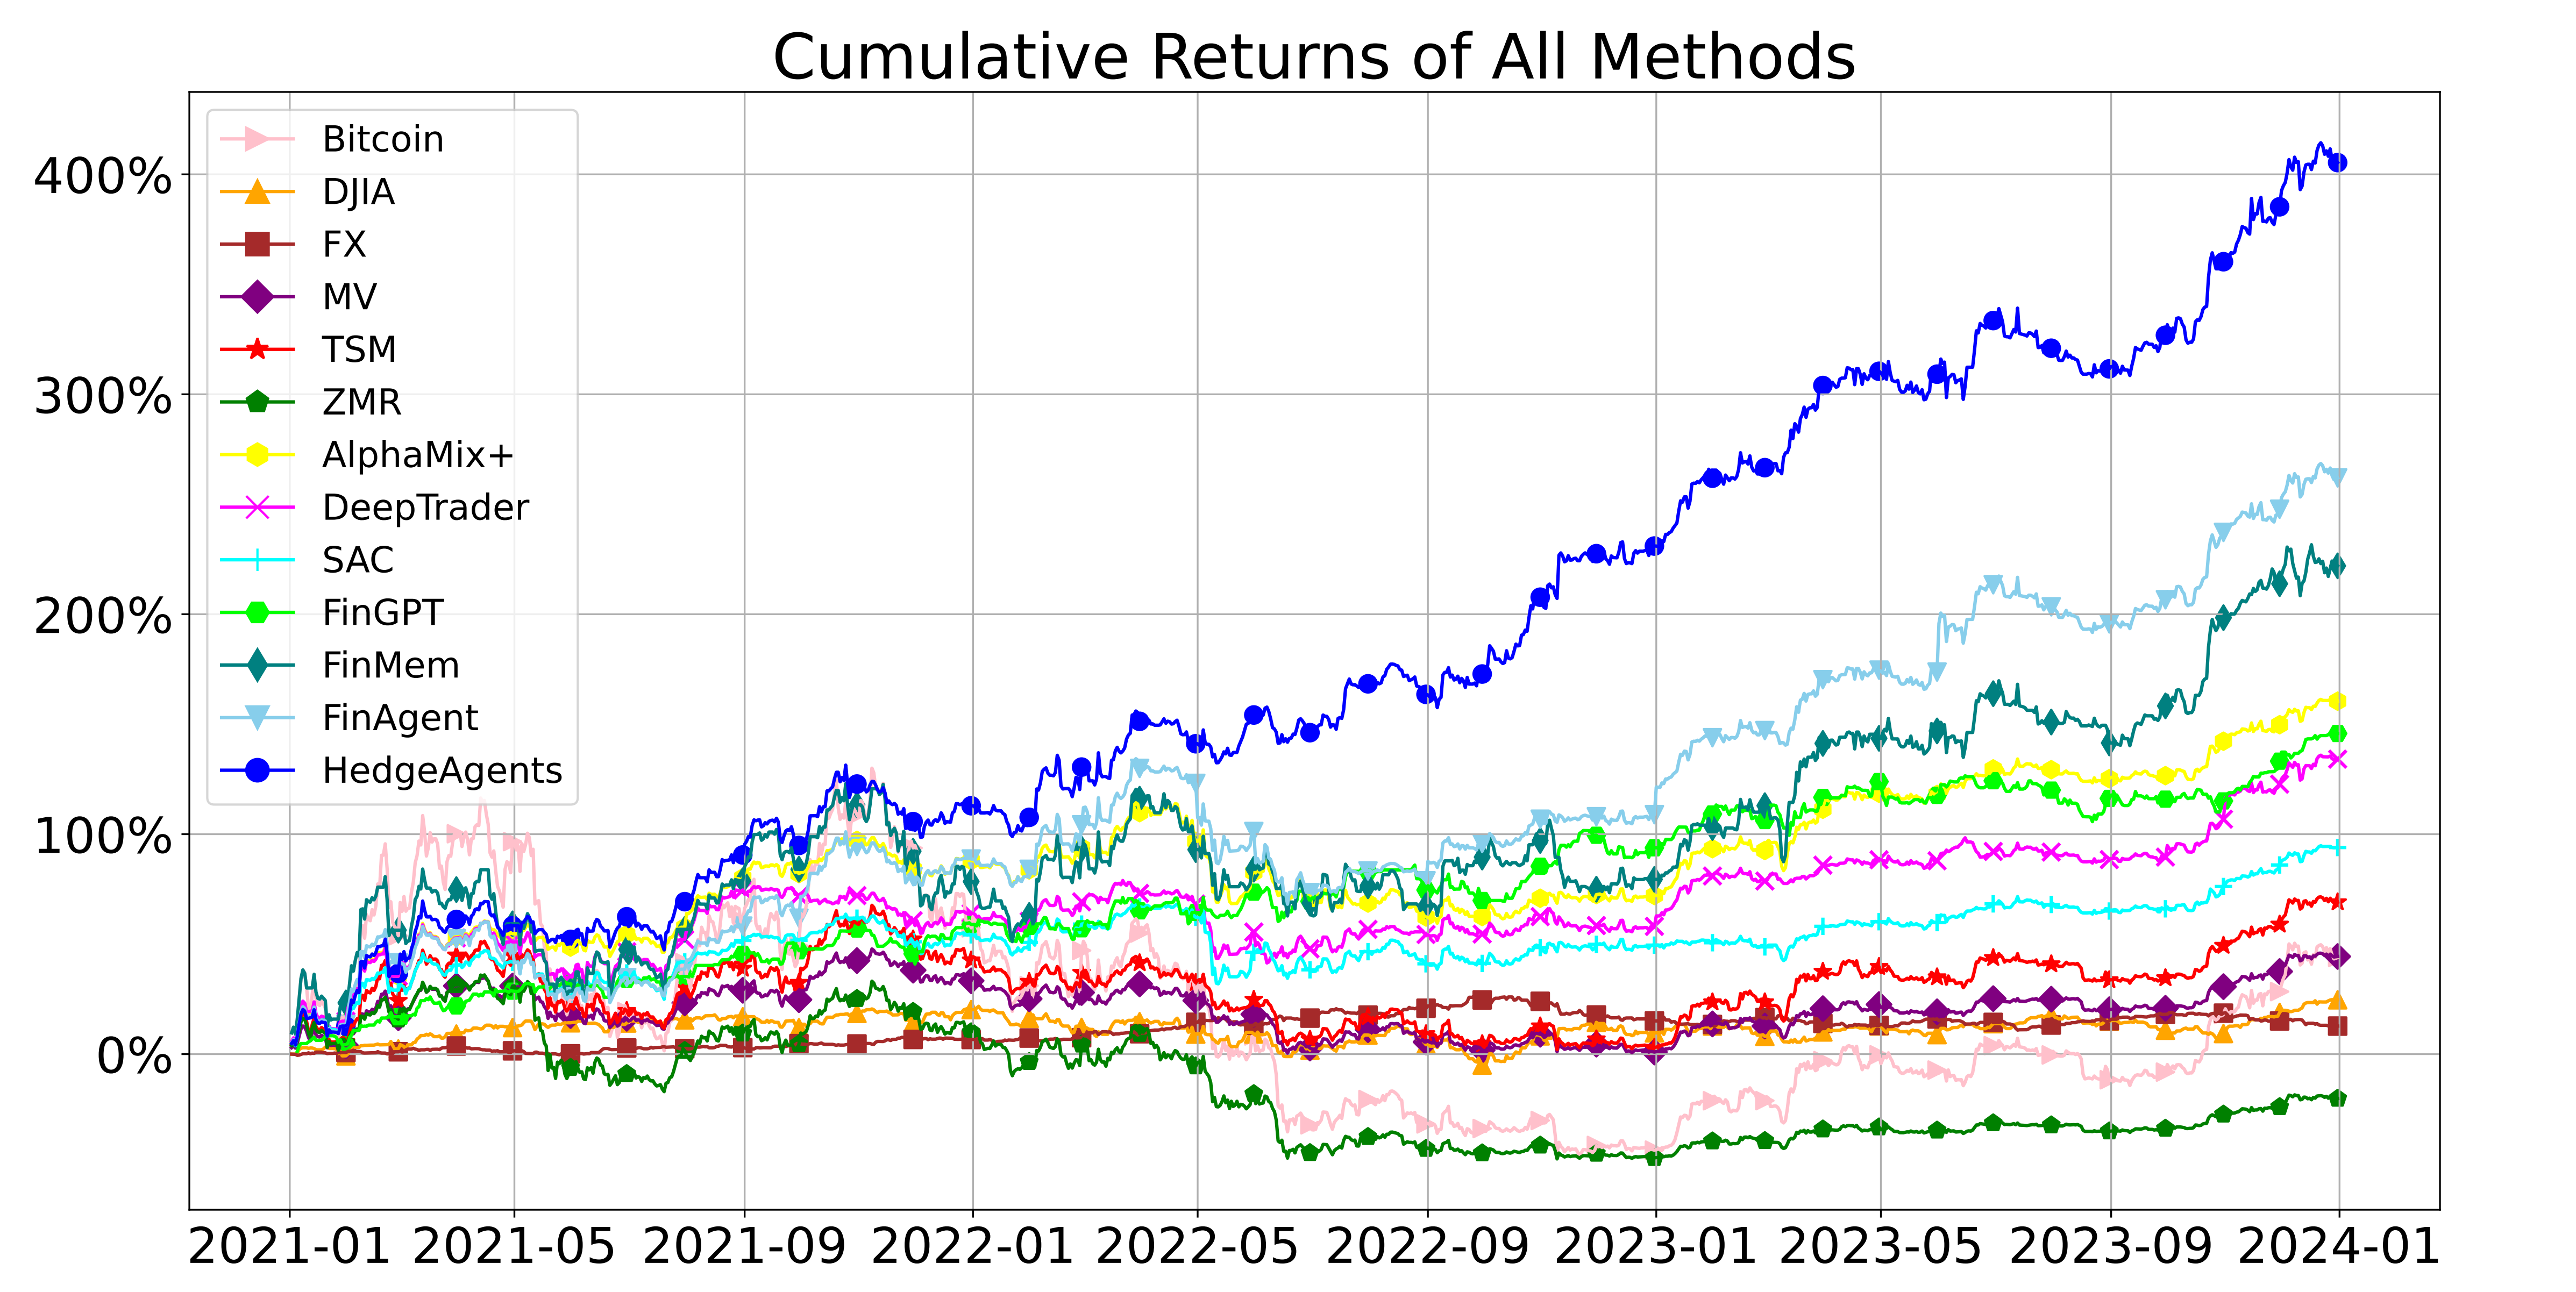 Cumulative Returns of All Methods
400%
300%
200%
100%
0%
Bitcoin
DJIA
FX
MV
TSM
ZMR
AlphaMix+
DeepTrader
SAC
FinGPT
FinMem
FinAgent
HedgeAgents
2021-01 2021-05 2021-09 2022-01 2022-05 2022-09 2023-01 2023-05 2023-09 2024-01